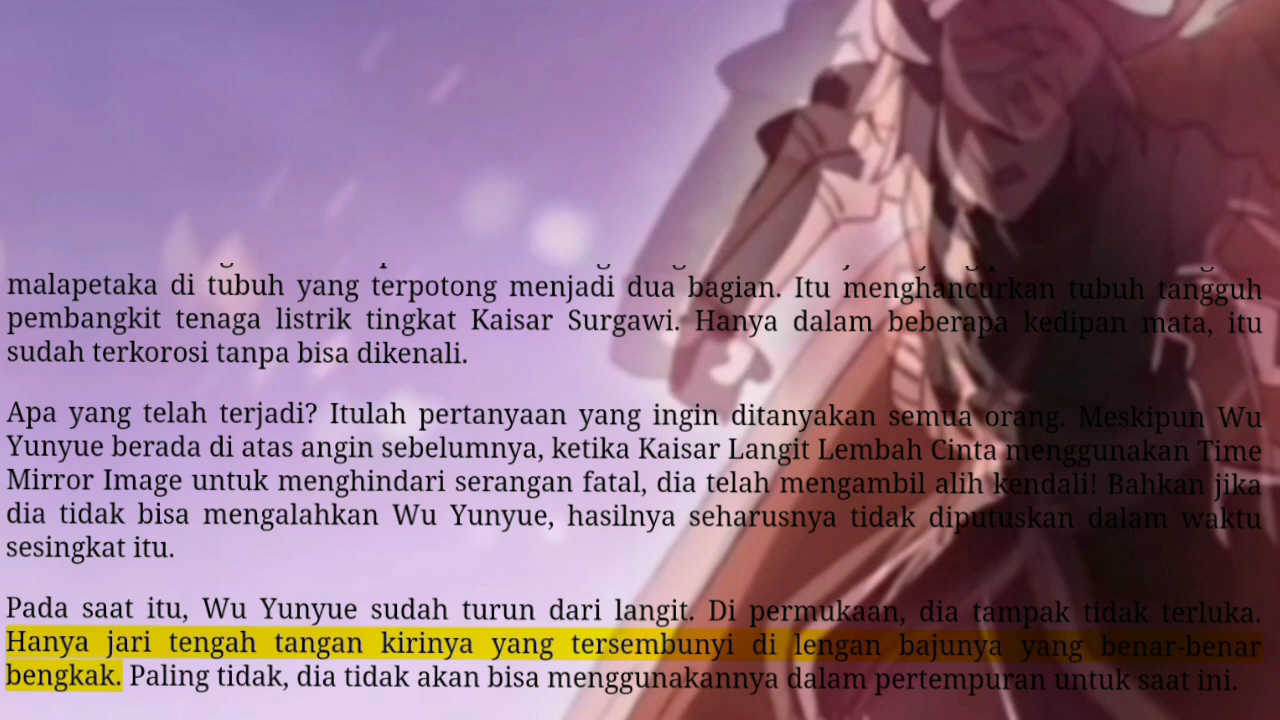 malapetaka di tubuh yang terpotong menjadi dua bagian. Itu menghancurkan tubuh tangguh
pembangkit tenaga listrik tingkat Kaisar Surgawi. Hanya dalam beberapa kedipan mata, itu
sudah terkorosi tanpa bisa dikenali.
Apa yang telah terjadi? Itulah pertanyaan yang ingin ditanyakan semua orang. Meskipun Wu
Yunyue berada di atas angin sebelumnya, ketika Kaisar Langit Lembah Cinta menggunakan Time
Mirror Image untuk menghindari serangan fatal, dia telah mengambil alih kendali! Bahkan jika
dia tidak bisa mengalahkan Wu Yunyue, hasilnya seharusnya tidak diputuskan dalam waktu
sesingkat itu.
Pada saat itu, Wu Yunyue sudah turun dari langit. Di permukaan, dia tampak tidak terluka.
Hanya jari tengah tangan kirinya yang tersembunyi di lengan bajunya yang benar-benar
bengkak. Paling tidak, dia tidak akan bisa menggunakannya dalam pertempuran untuk saat ini.